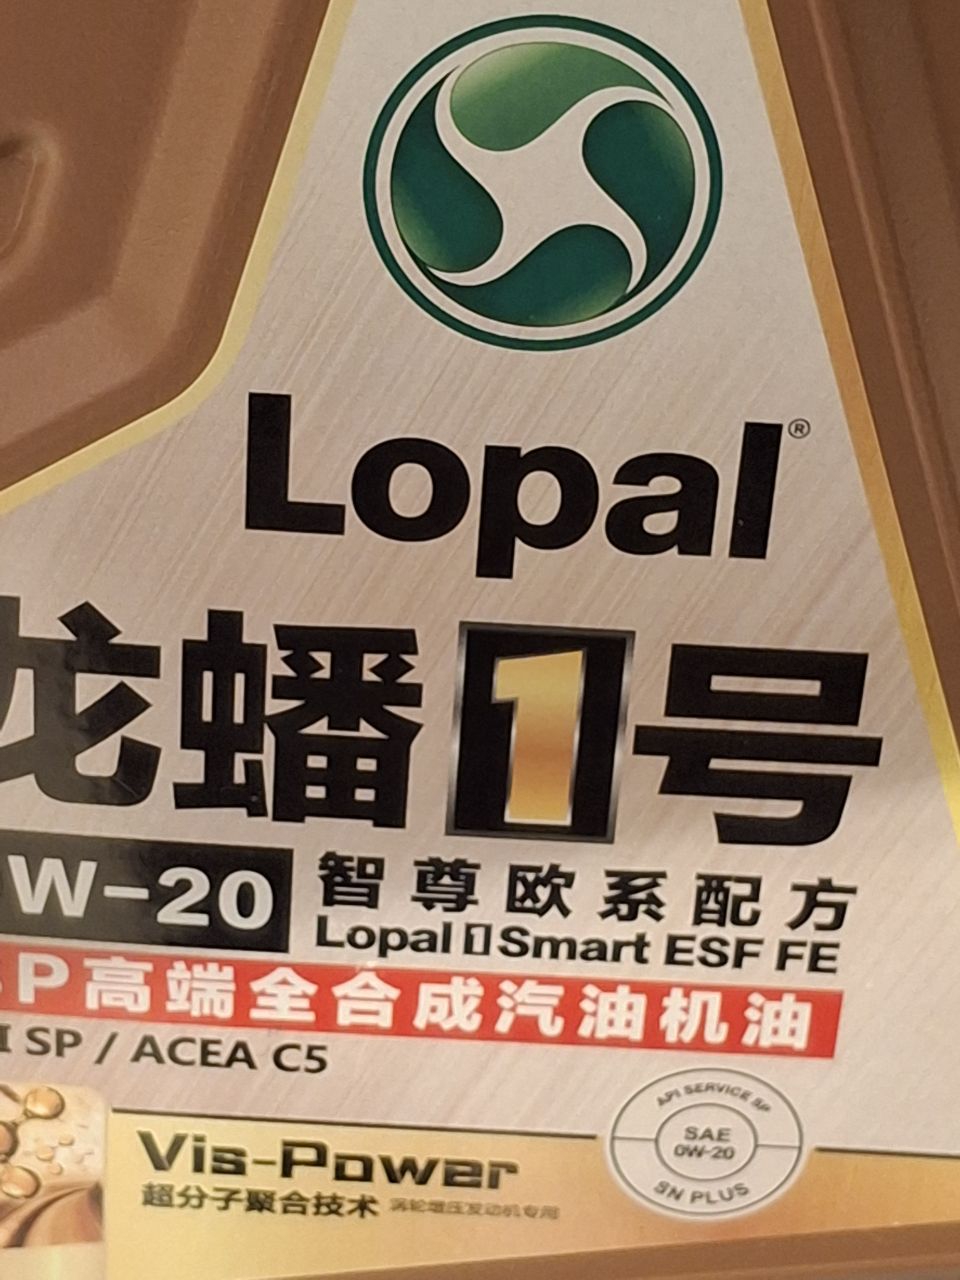 Lopal®
龙蟠1号
W-20
智尊欧系配方
Lopal 1 Smart ESF FE
SP高端全合成汽油机油
I SP / ACEA C5
API SERVICE SP
SAE
0W-20
SN PLUS
Vis-Power
超分子聚合技术 涡轮增压发动机专用